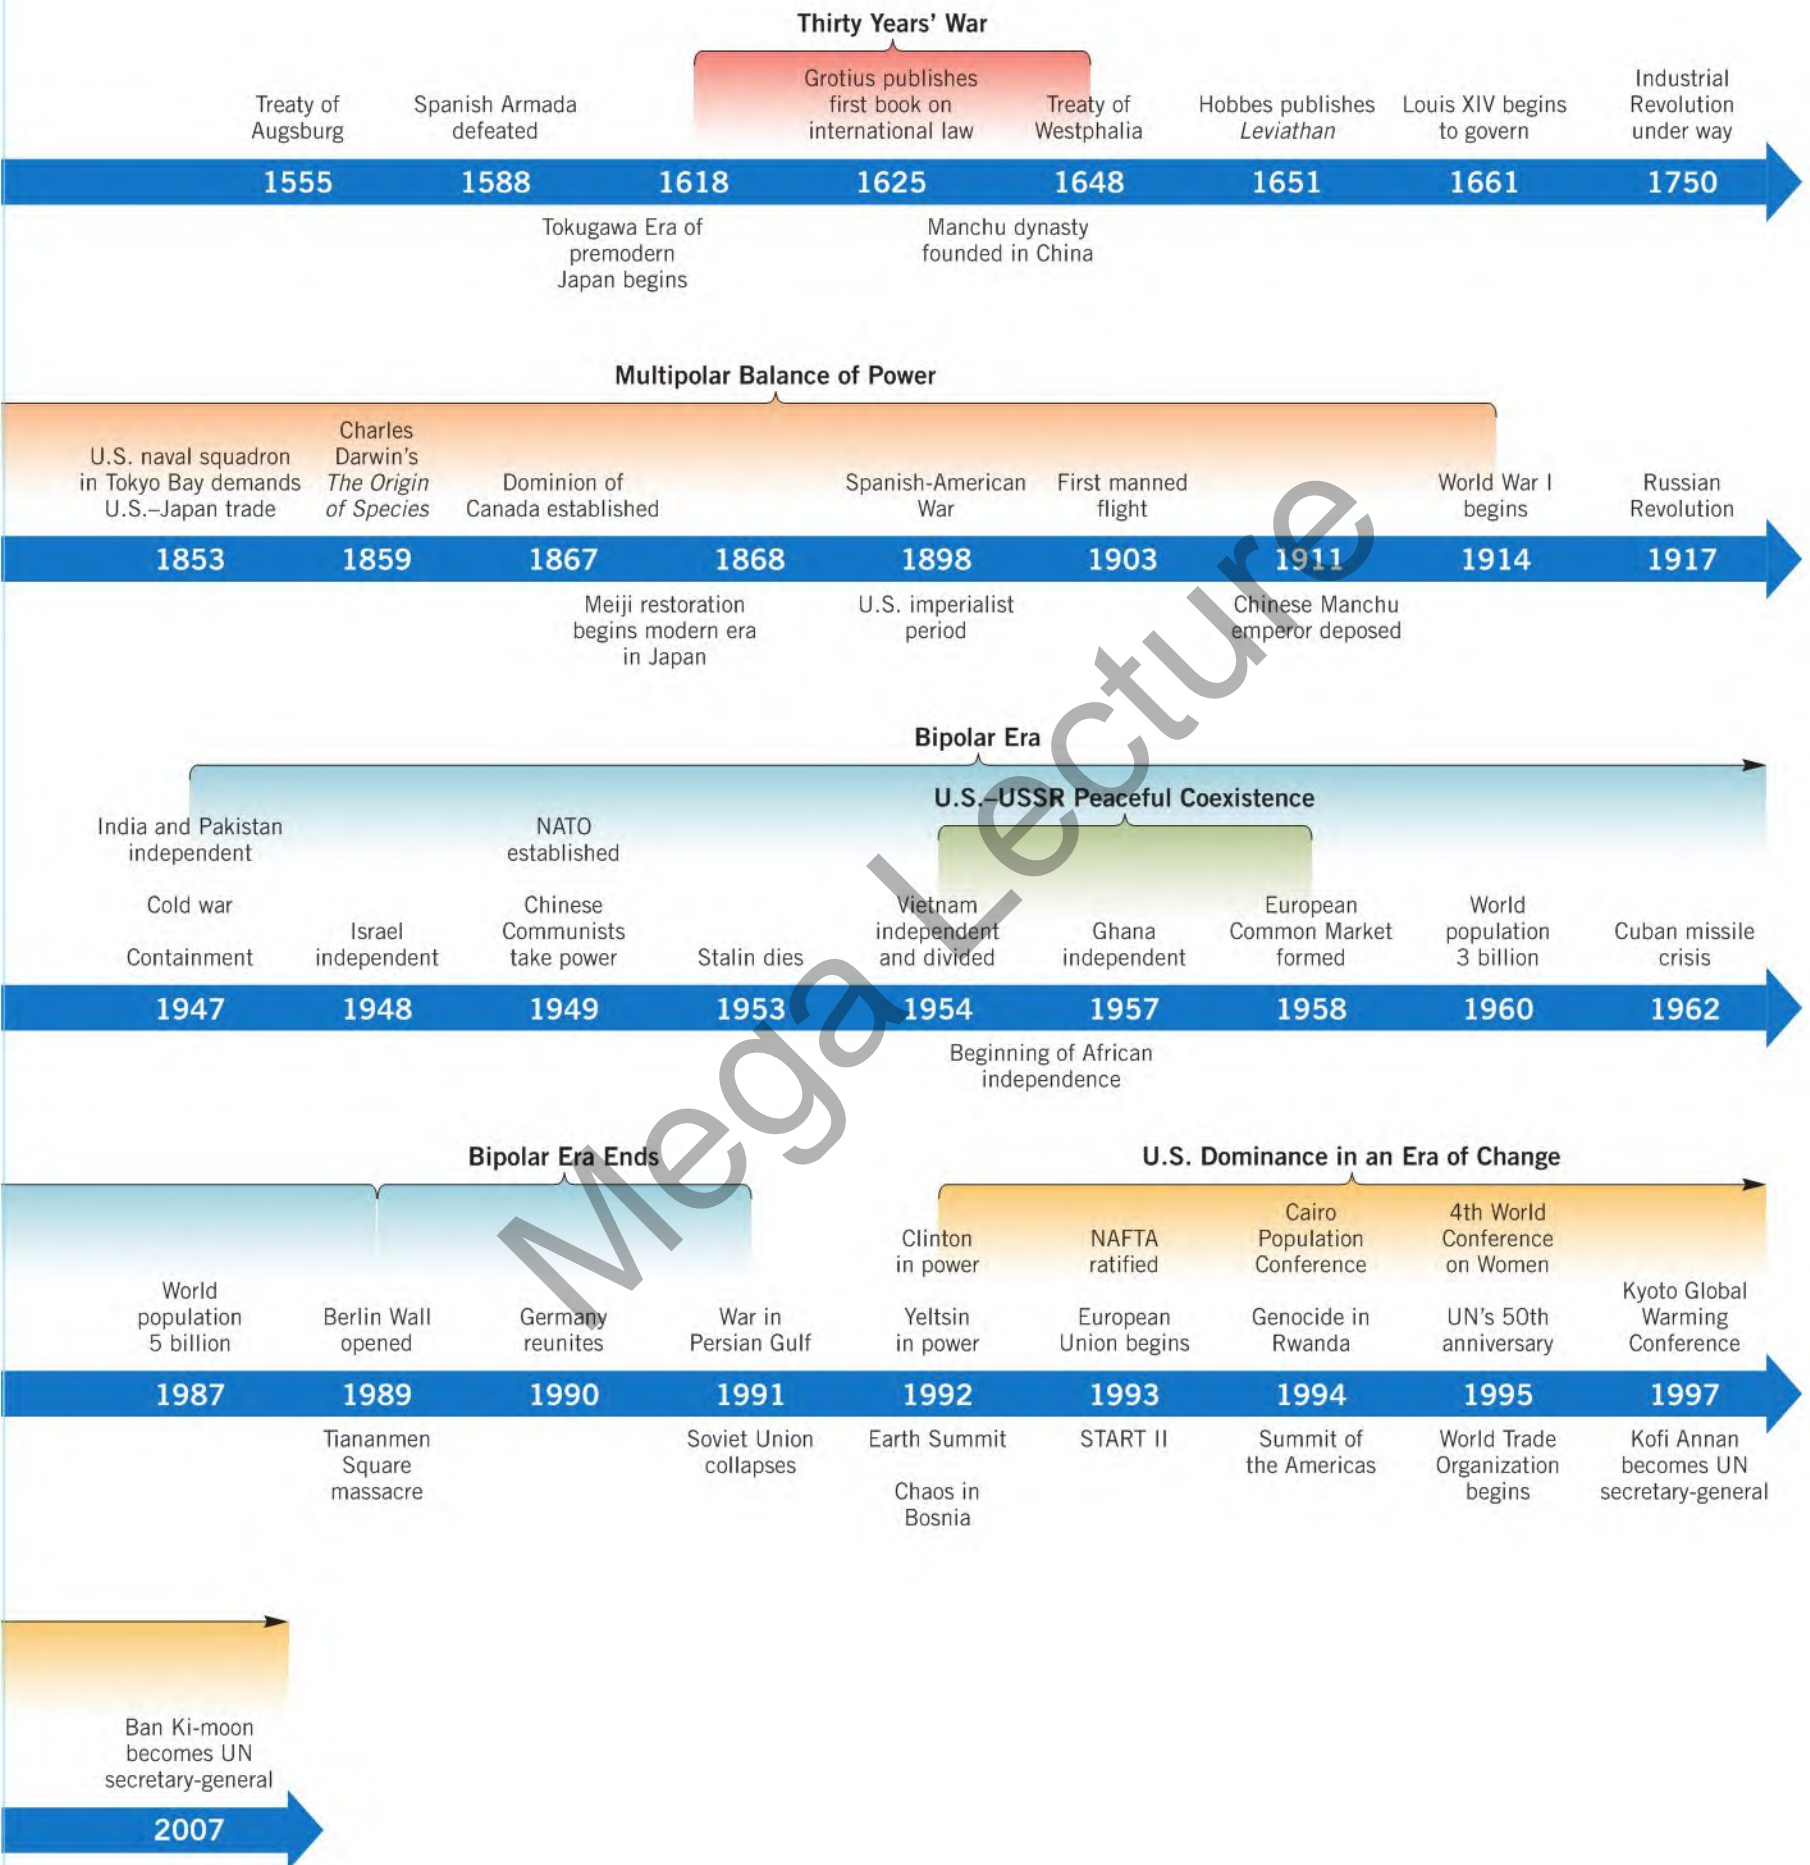 Thirty Years' War
Treaty of
Augsburg
Spanish Armada
defeated
Grotius publishes
first book on
international law
Treaty of
Westphalia
Hobbes publishes
Leviathan
Louis XIV begins
to govern
Industrial
Revolution
under way
1555 1588 1618 1625 1648 1651 1661 1750
Tokugawa Era of
premodern
Japan begins
Manchu dynasty
founded in China
Multipolar Balance of Power
U.S. naval squadron
in Tokyo Bay demands
U.S.–Japan trade
Charles
Darwin's
The Origin
of Species
Dominion of
Canada established
Spanish-American
War
First manned
flight
World War I
begins
Russian
Revolution
1853 1859 1867 1868 1898 1903 1911 1914 1917
Meiji restoration
begins modern era
in Japan
U.S. imperialist
period
Chinese Manchu
emperor deposed
Bipolar Era
U.S.–USSR Peaceful Coexistence
India and Pakistan
independent
Cold war
Containment
Israel
independent
NATO
established
Chinese
Communists
take power
Stalin dies
Vietnam
independent
and divided
Ghana
independent
European
Common Market
formed
World
population
3 billion
Cuban missile
crisis
1947 1948 1949 1953 1954 1957 1958 1960 1962
Beginning of African
independence
Bipolar Era Ends
U.S. Dominance in an Era of Change
World
population
5 billion
Berlin Wall
opened
Germany
reunites
War in
Persian Gulf
Clinton
in power
Yeltsin
in power
NAFTA
ratified
European
Union begins
Cairo
Population
Conference
Genocide in
Rwanda
4th World
Conference
on Women
UN's 50th
anniversary
Kyoto Global
Warming
Conference
1987 1989 1990 1991 1992 1993 1994 1995 1997
Tiananmen
Square
massacre
Soviet Union
collapses
Earth Summit
Chaos in
Bosnia
START II
Summit of
the Americas
World Trade
Organization
begins
Kofi Annan
becomes UN
secretary-general
Ban Ki-moon
becomes UN
secretary-general
2007
Mega Lecture